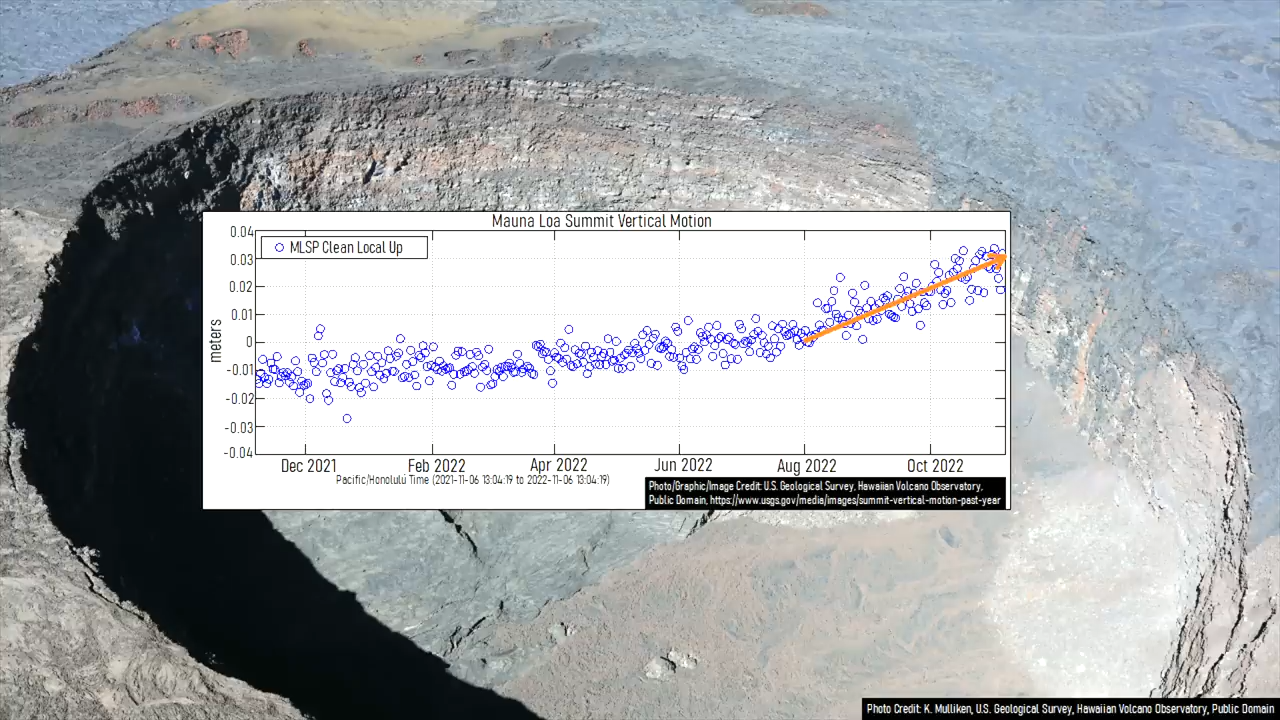 Mauna Loa Summit Vertical Motion
0.04
MLSP Clean Local Up
0.03
0.02
0.01
0
-0.01
-0.02
-0.03
-0.04
meters
Dec 2021 Feb 2022 Apr 2022 Jun 2022 Aug 2022 Oct 2022
Pacific/Honolulu Time (2021-11-06 13:04:19 to 2022-11-06 13:04:19)
Photo/Graphic/Image Credit: U.S. Geological Survey, Hawaiian Volcano Observatory,
Public Domain, https://www.usgs.gov/media/images/summit-vertical-motion-past-year
Photo Credit: K. Mulliken, U.S. Geological Survey, Hawaiian Volcano Observatory, Public Domain